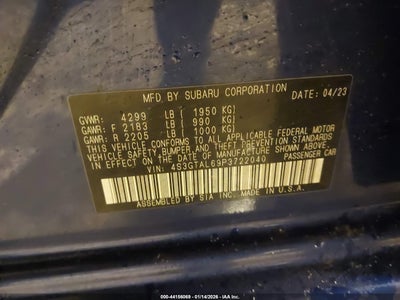 MFD. BY SUBARU CORPORATION DATE: 04/23
GVWR: 4299 LB [ 1950 KG]
GAWR: F 2183 LB [ 990 KG]
GAWR: R 2205 LB [ 1000 KG]
THIS VEHICLE CONFORMS TO ALL APPLICABLE FEDERAL MOTOR
VEHICLE SAFETY, BUMPER, AND THEFT PREVENTION STANDARDS
IN EFFECT ON THE DATE OF MANUFACTURE SHOWN ABOVE.
VIN: 4S3GTAL69P3722040 PASSENGER CAR
ASSEMBLED BY SIA INC. MADE IN U.S.A.
000-44156069 | 01/14/2026 | IAA Inc.